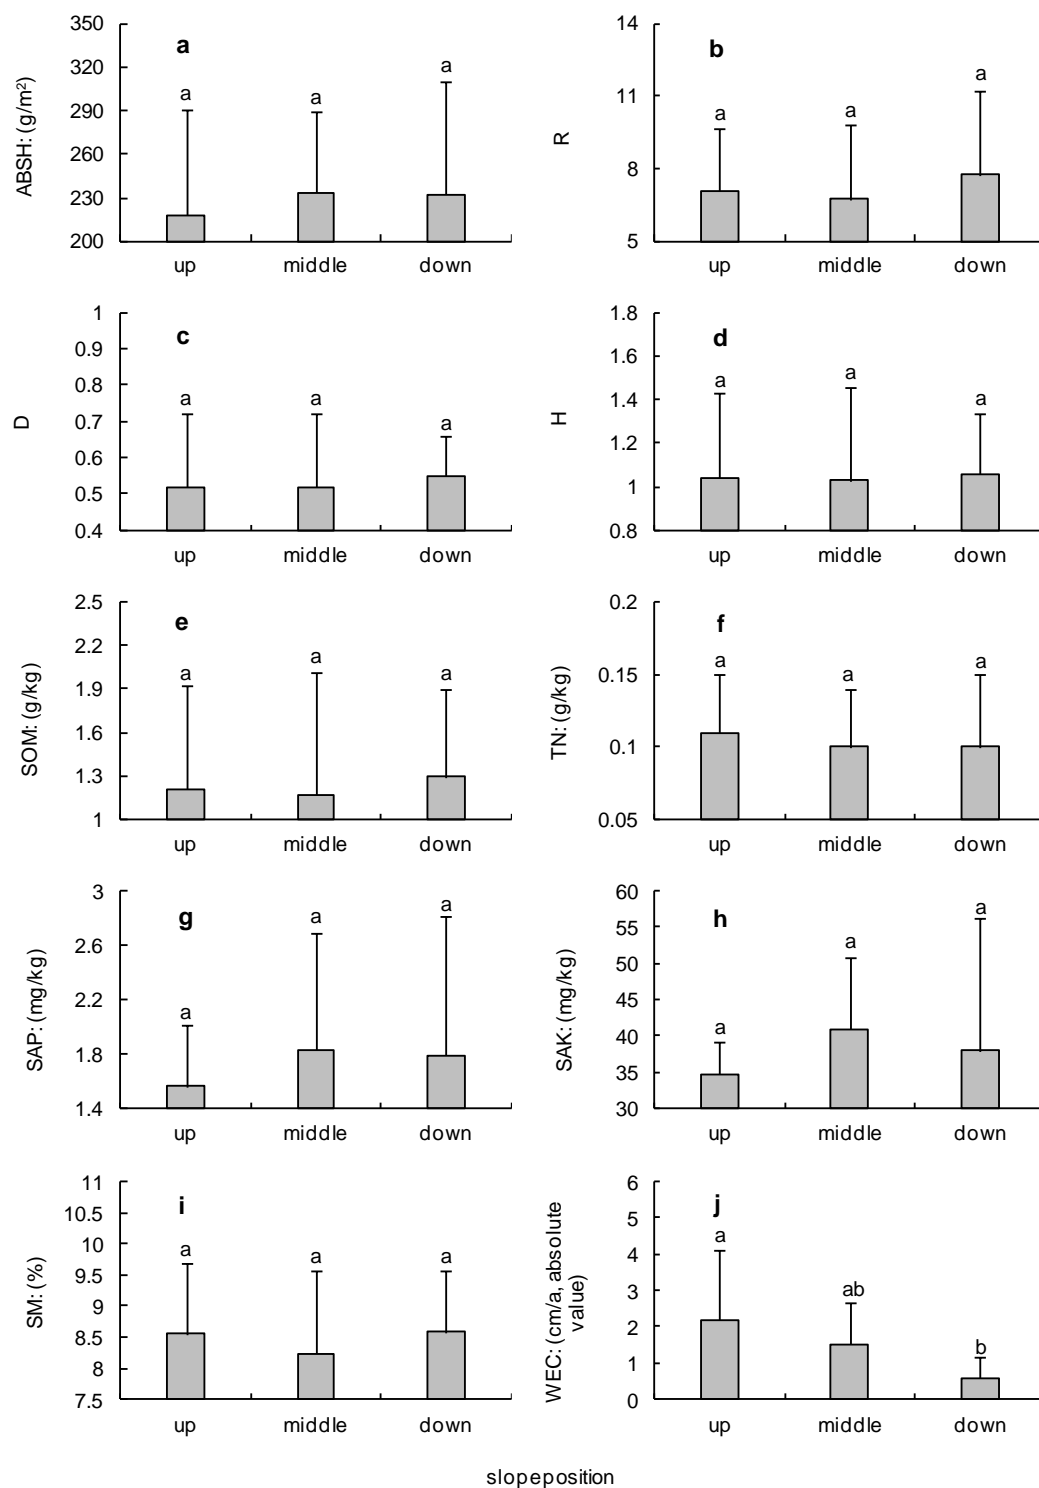 350
320
290
260
230
200
ABSH: (g/m²)
a
a
a
a
up
middle
down
14
11
8
5
R
b
a
a
a
up
middle
down
1
0.9
0.8
0.7
0.6
0.5
0.4
D
c
a
a
a
up
middle
down
1.8
1.6
1.4
1.2
1
0.8
H
d
a
a
a
up
middle
down
2.5
2.2
1.9
1.6
1.3
1
SOM: (g/kg)
e
a
a
a
up
middle
down
0.2
0.15
0.1
0.05
TN: (g/kg)
f
a
a
a
up
middle
down
3
2.6
2.2
1.8
1.4
SAP: (mg/kg)
g
a
a
a
up
middle
down
60
55
50
45
40
35
30
SAK: (mg/kg)
h
a
a
a
up
middle
down
11
10.5
10
9.5
9
8.5
8
7.5
SM: (%)
i
a
a
a
up
middle
down
6
5
4
3
2
1
0
WEC: (cm/a, absolute
value)
j
a
ab
b
up
middle
down
slopeposition